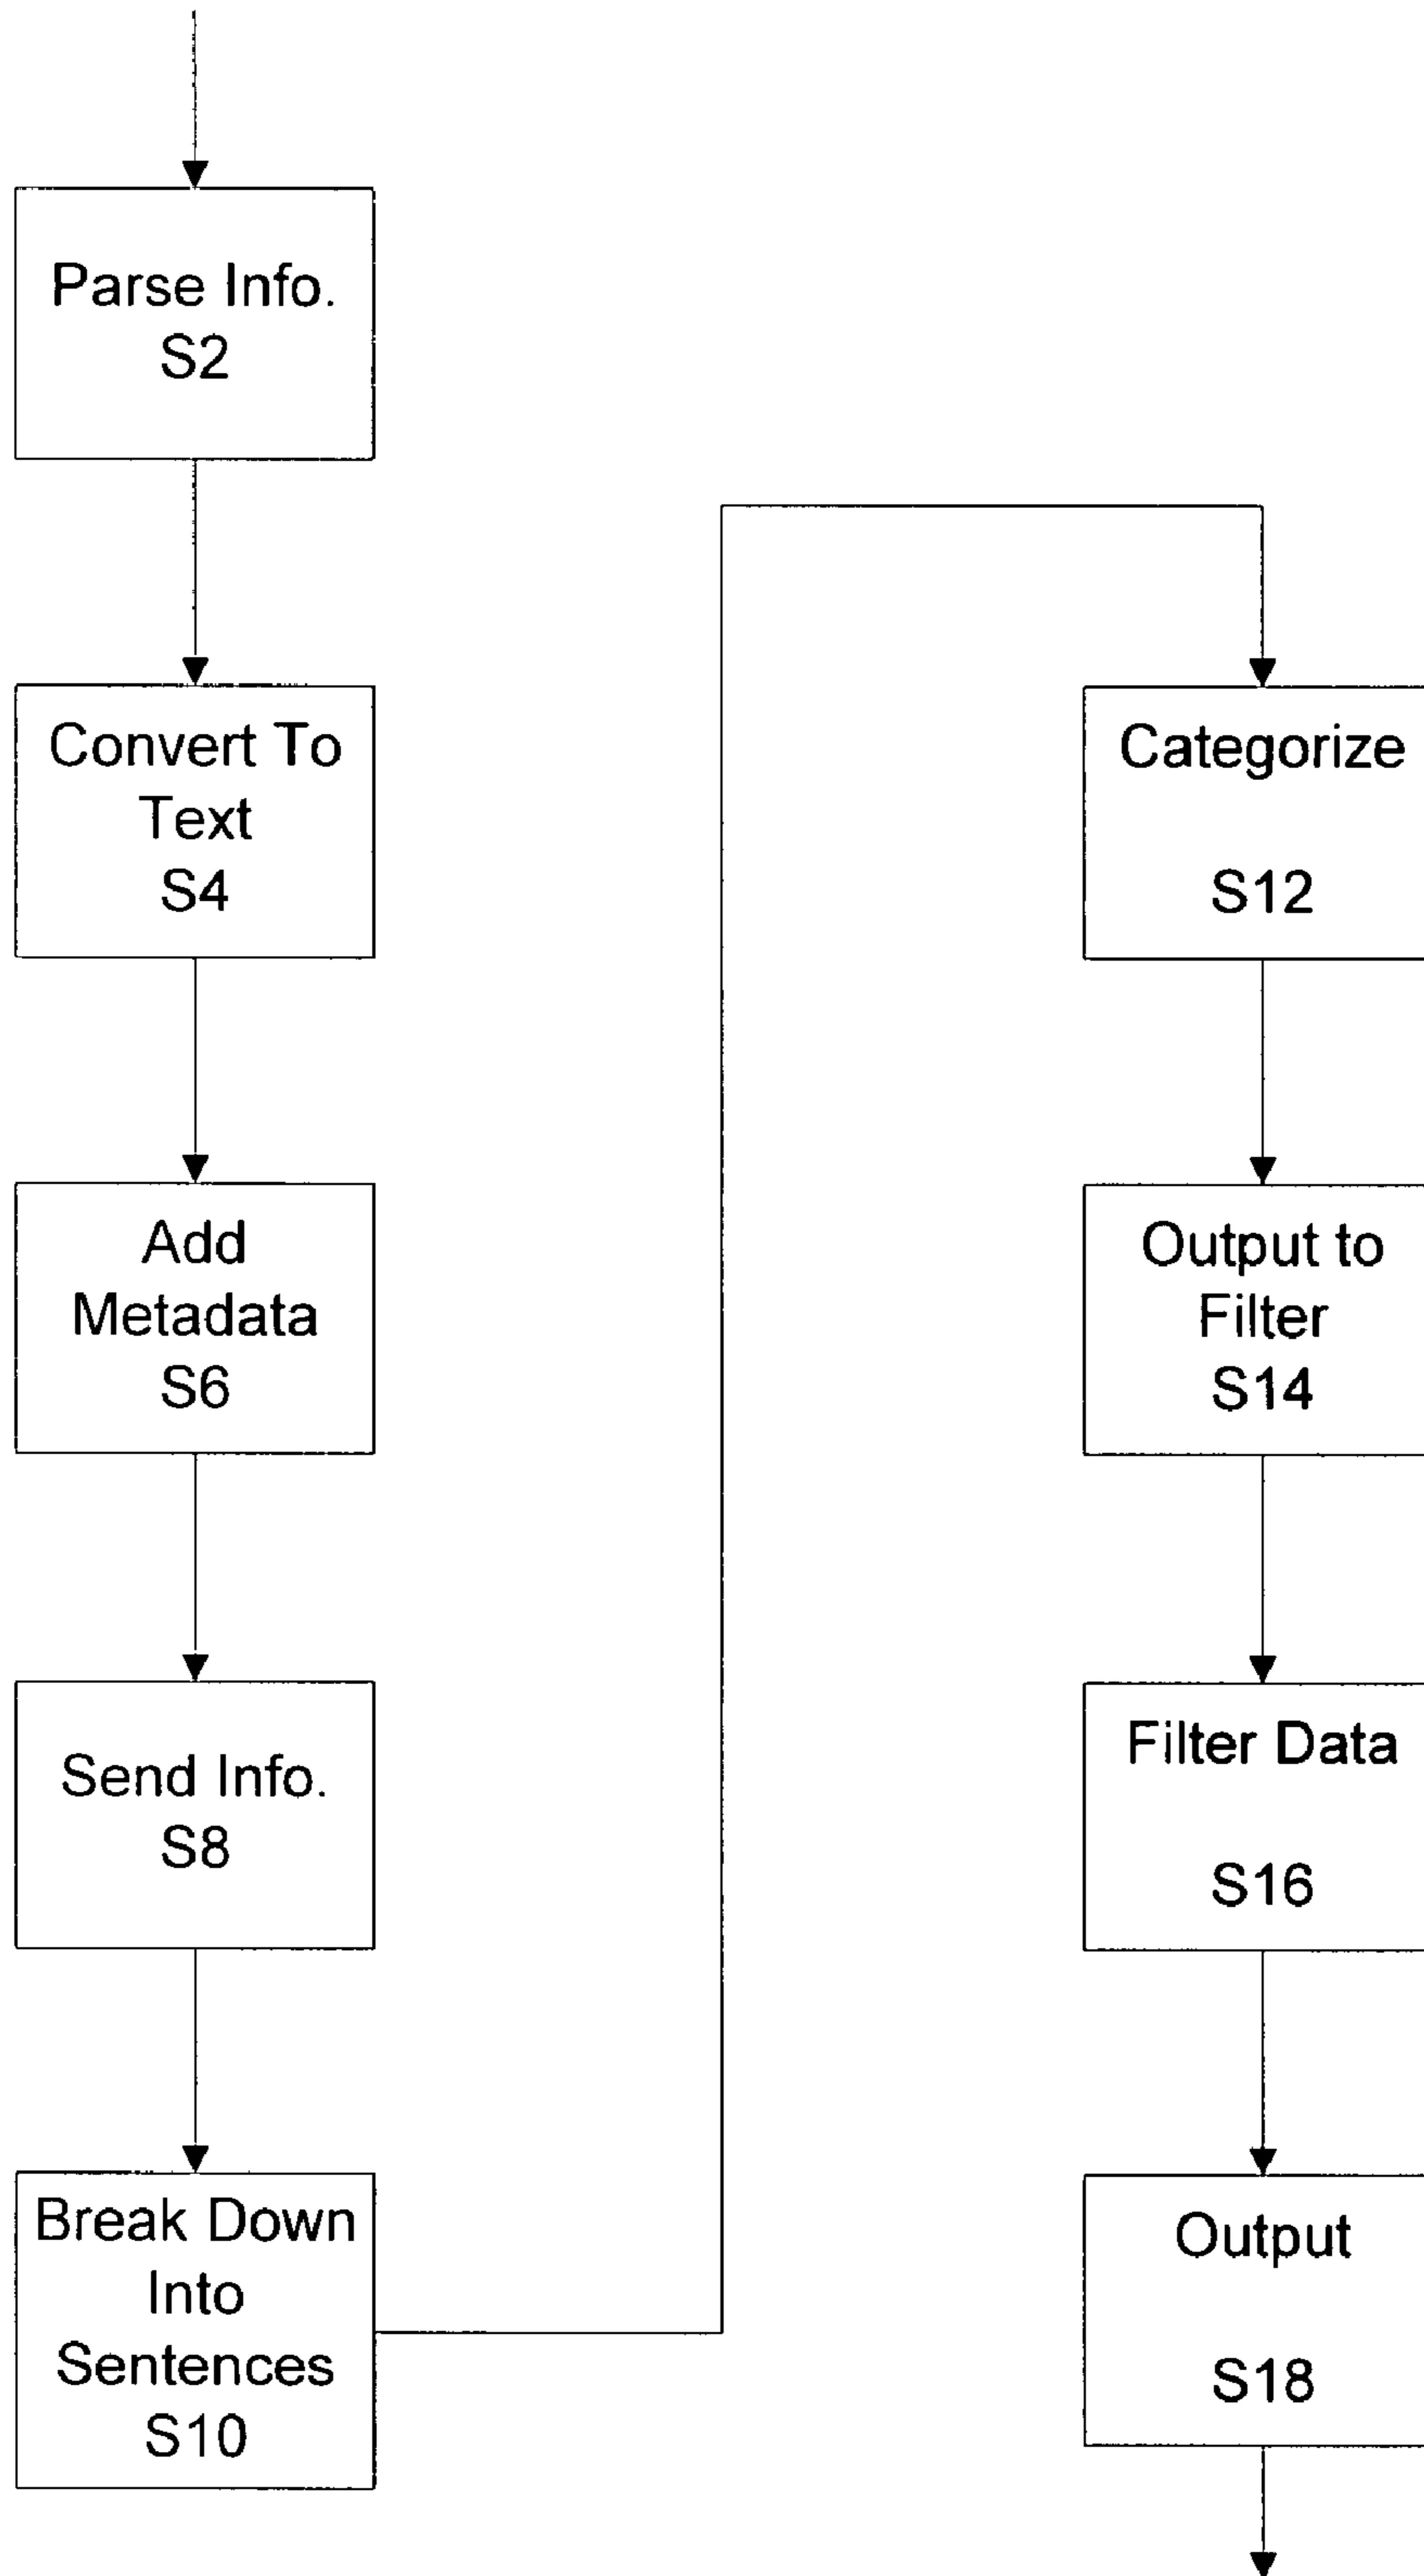 Parse Info.
S2
Convert To
Text
S4
Add
Metadata
S6
Send Info.
S8
Break Down
Into
Sentences
S10
Categorize
S12
Output to
Filter
S14
Filter Data
S16
Output
S18